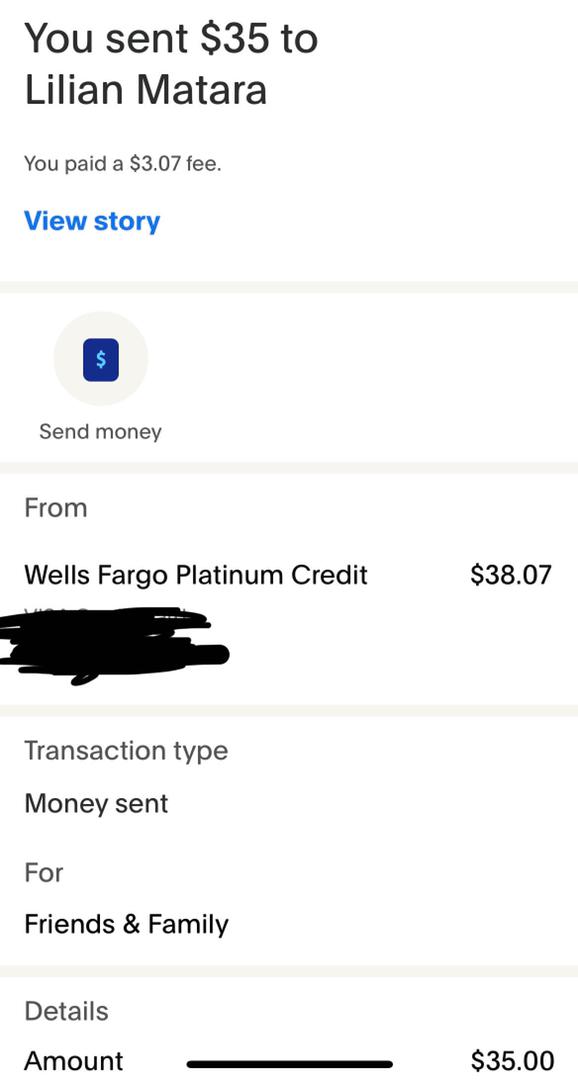 You sent $35 to
Lilian Matara
You paid a $3.07 fee.
View story
$
Send money
From
Wells Fargo Platinum Credit $38.07
Transaction type
Money sent
For
Friends & Family
Details
Amount $35.00